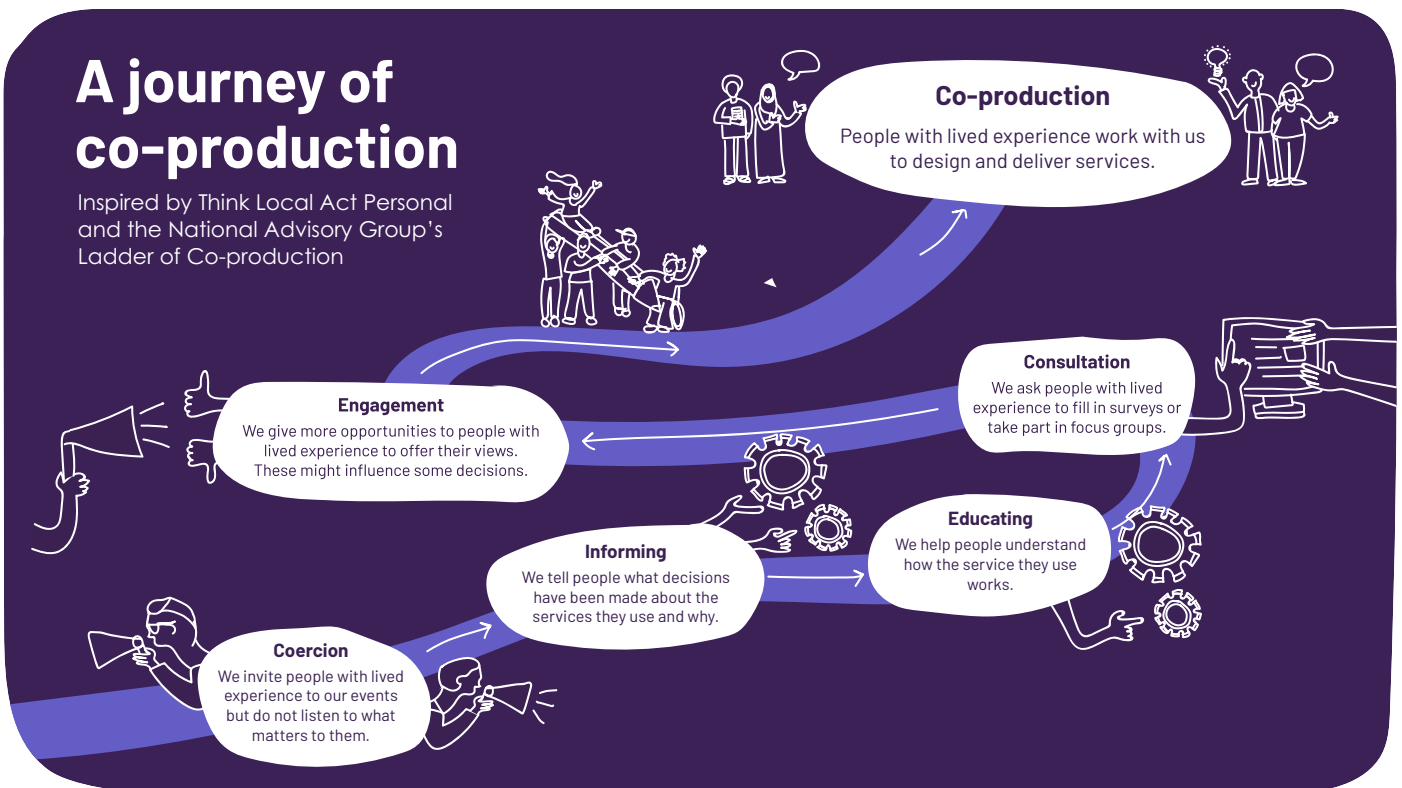 A journey of
co-production
Inspired by Think Local Act Personal
and the National Advisory Group's
Ladder of Co-production
Co-production
People with lived experience work with us
to design and deliver services.
Consultation
We ask people with lived
experience to fill in surveys or
take part in focus groups.
Engagement
We give more opportunities to people with
lived experience to offer their views.
These might influence some decisions.
Educating
We help people understand
how the service they use
works.
Informing
We tell people what decisions
have been made about the
services they use and why.
Coercion
We invite people with lived
experience to our events
but do not listen to what
matters to them.